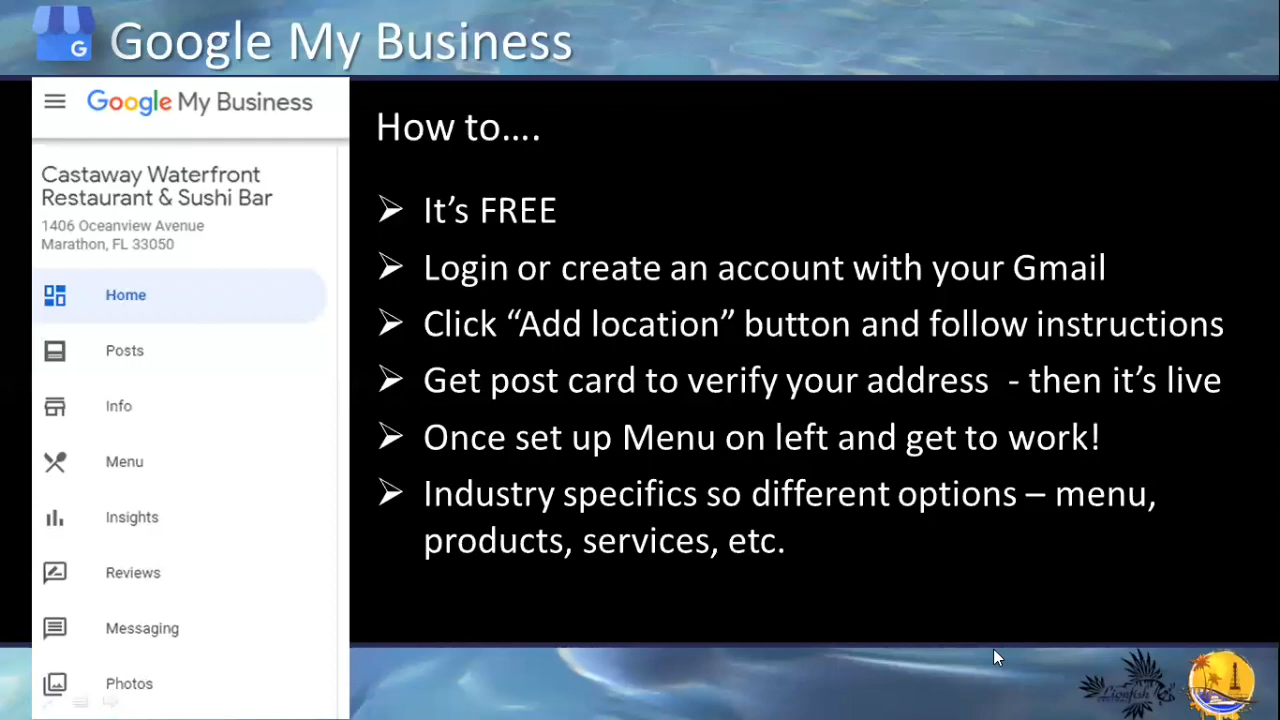 G Google My Business
Google My Business
Castaway Waterfront
Restaurant & Sushi Bar
1406 Oceanview Avenue
Marathon, FL 33050
Home
Posts
Info
Menu
Insights
Reviews
Messaging
Photos
How to….
➢ It’s FREE
➢ Login or create an account with your Gmail
➢ Click “Add location” button and follow instructions
➢ Get post card to verify your address - then it’s live
➢ Once set up Menu on left and get to work!
➢ Industry specifics so different options – menu,
products, services, etc.
Lionfish